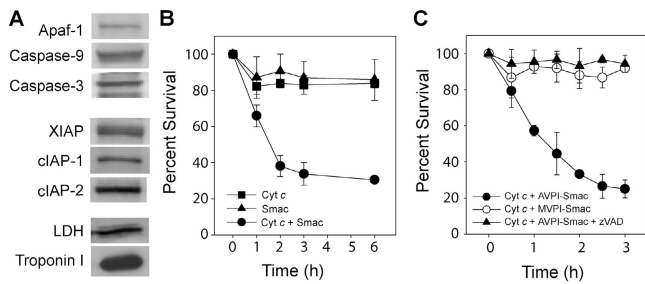 A
Apaf-1
Caspase-9
Caspase-3
XIAP
cIAP-1
cIAP-2
LDH
Troponin I
B
Percent Survival
100
80
60
40
20
0
Cyt c
Smac
Cyt c + Smac
0 1 2 3 4 5 6
Time (h)
C
Percent Survival
100
80
60
40
20
0
Cyt c + AVPI-Smac
Cyt c + MVPI-Smac
Cyt c + AVPI-Smac + zVAD
0 1 2 3
Time (h)